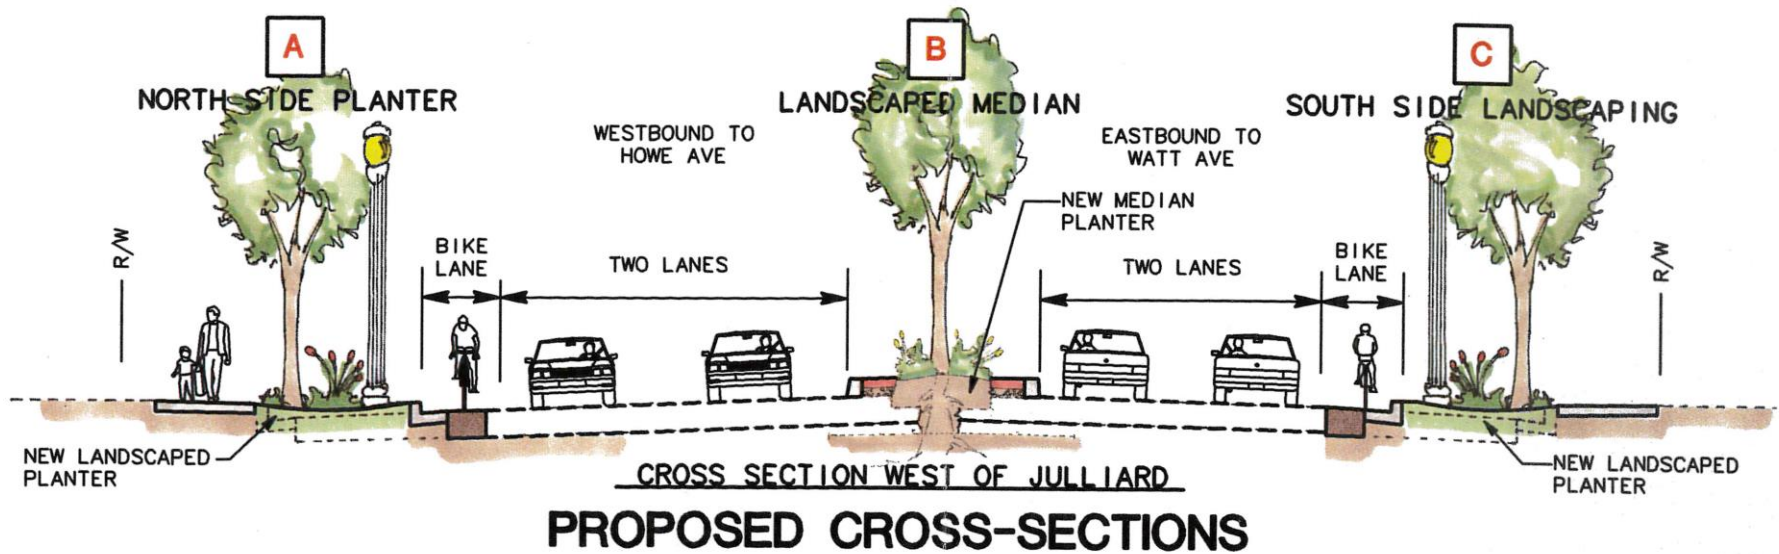 A
NORTH SIDE PLANTER
B
LANDSCAPED MEDIAN
C
SOUTH SIDE LANDSCAPING
WESTBOUND TO
HOWE AVE
EASTBOUND TO
WATT AVE
NEW MEDIAN
PLANTER
R/W
BIKE
LANE
TWO LANES
TWO LANES
BIKE
LANE
R/W
NEW LANDSCAPED
PLANTER
NEW LANDSCAPED
PLANTER
CROSS SECTION WEST OF JULLIARD
PROPOSED CROSS-SECTIONS